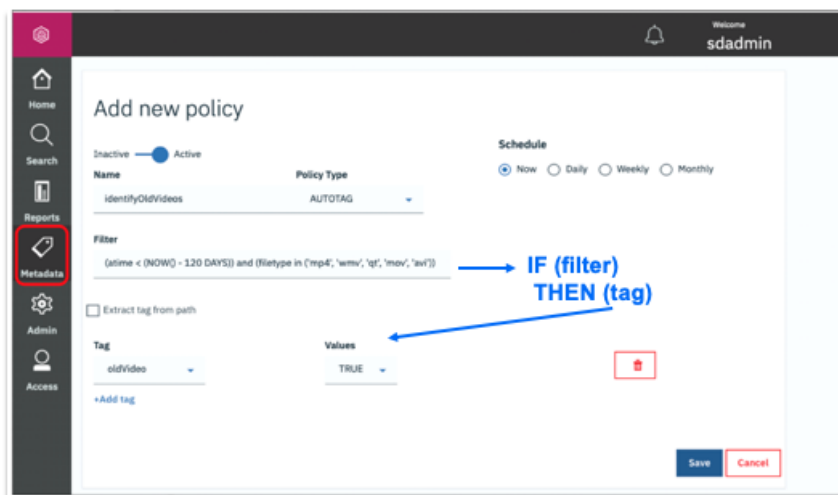 Welcome
sdadmin
Home
Search
Reports
Metadata
Admin
Access
Add new policy
Inactive Active
Schedule
Now Daily Weekly Monthly
Name Policy Type
identifyOldVideos AUTOTAG
Filter
(atime < (NOW() - 120 DAYS)) and (filetype in ('mp4', 'wmv', 'qt', 'mov', 'avi'))
IF (filter)
THEN (tag)
Extract tag from path
Tag Values
oldVideo TRUE
+Add tag
Save Cancel